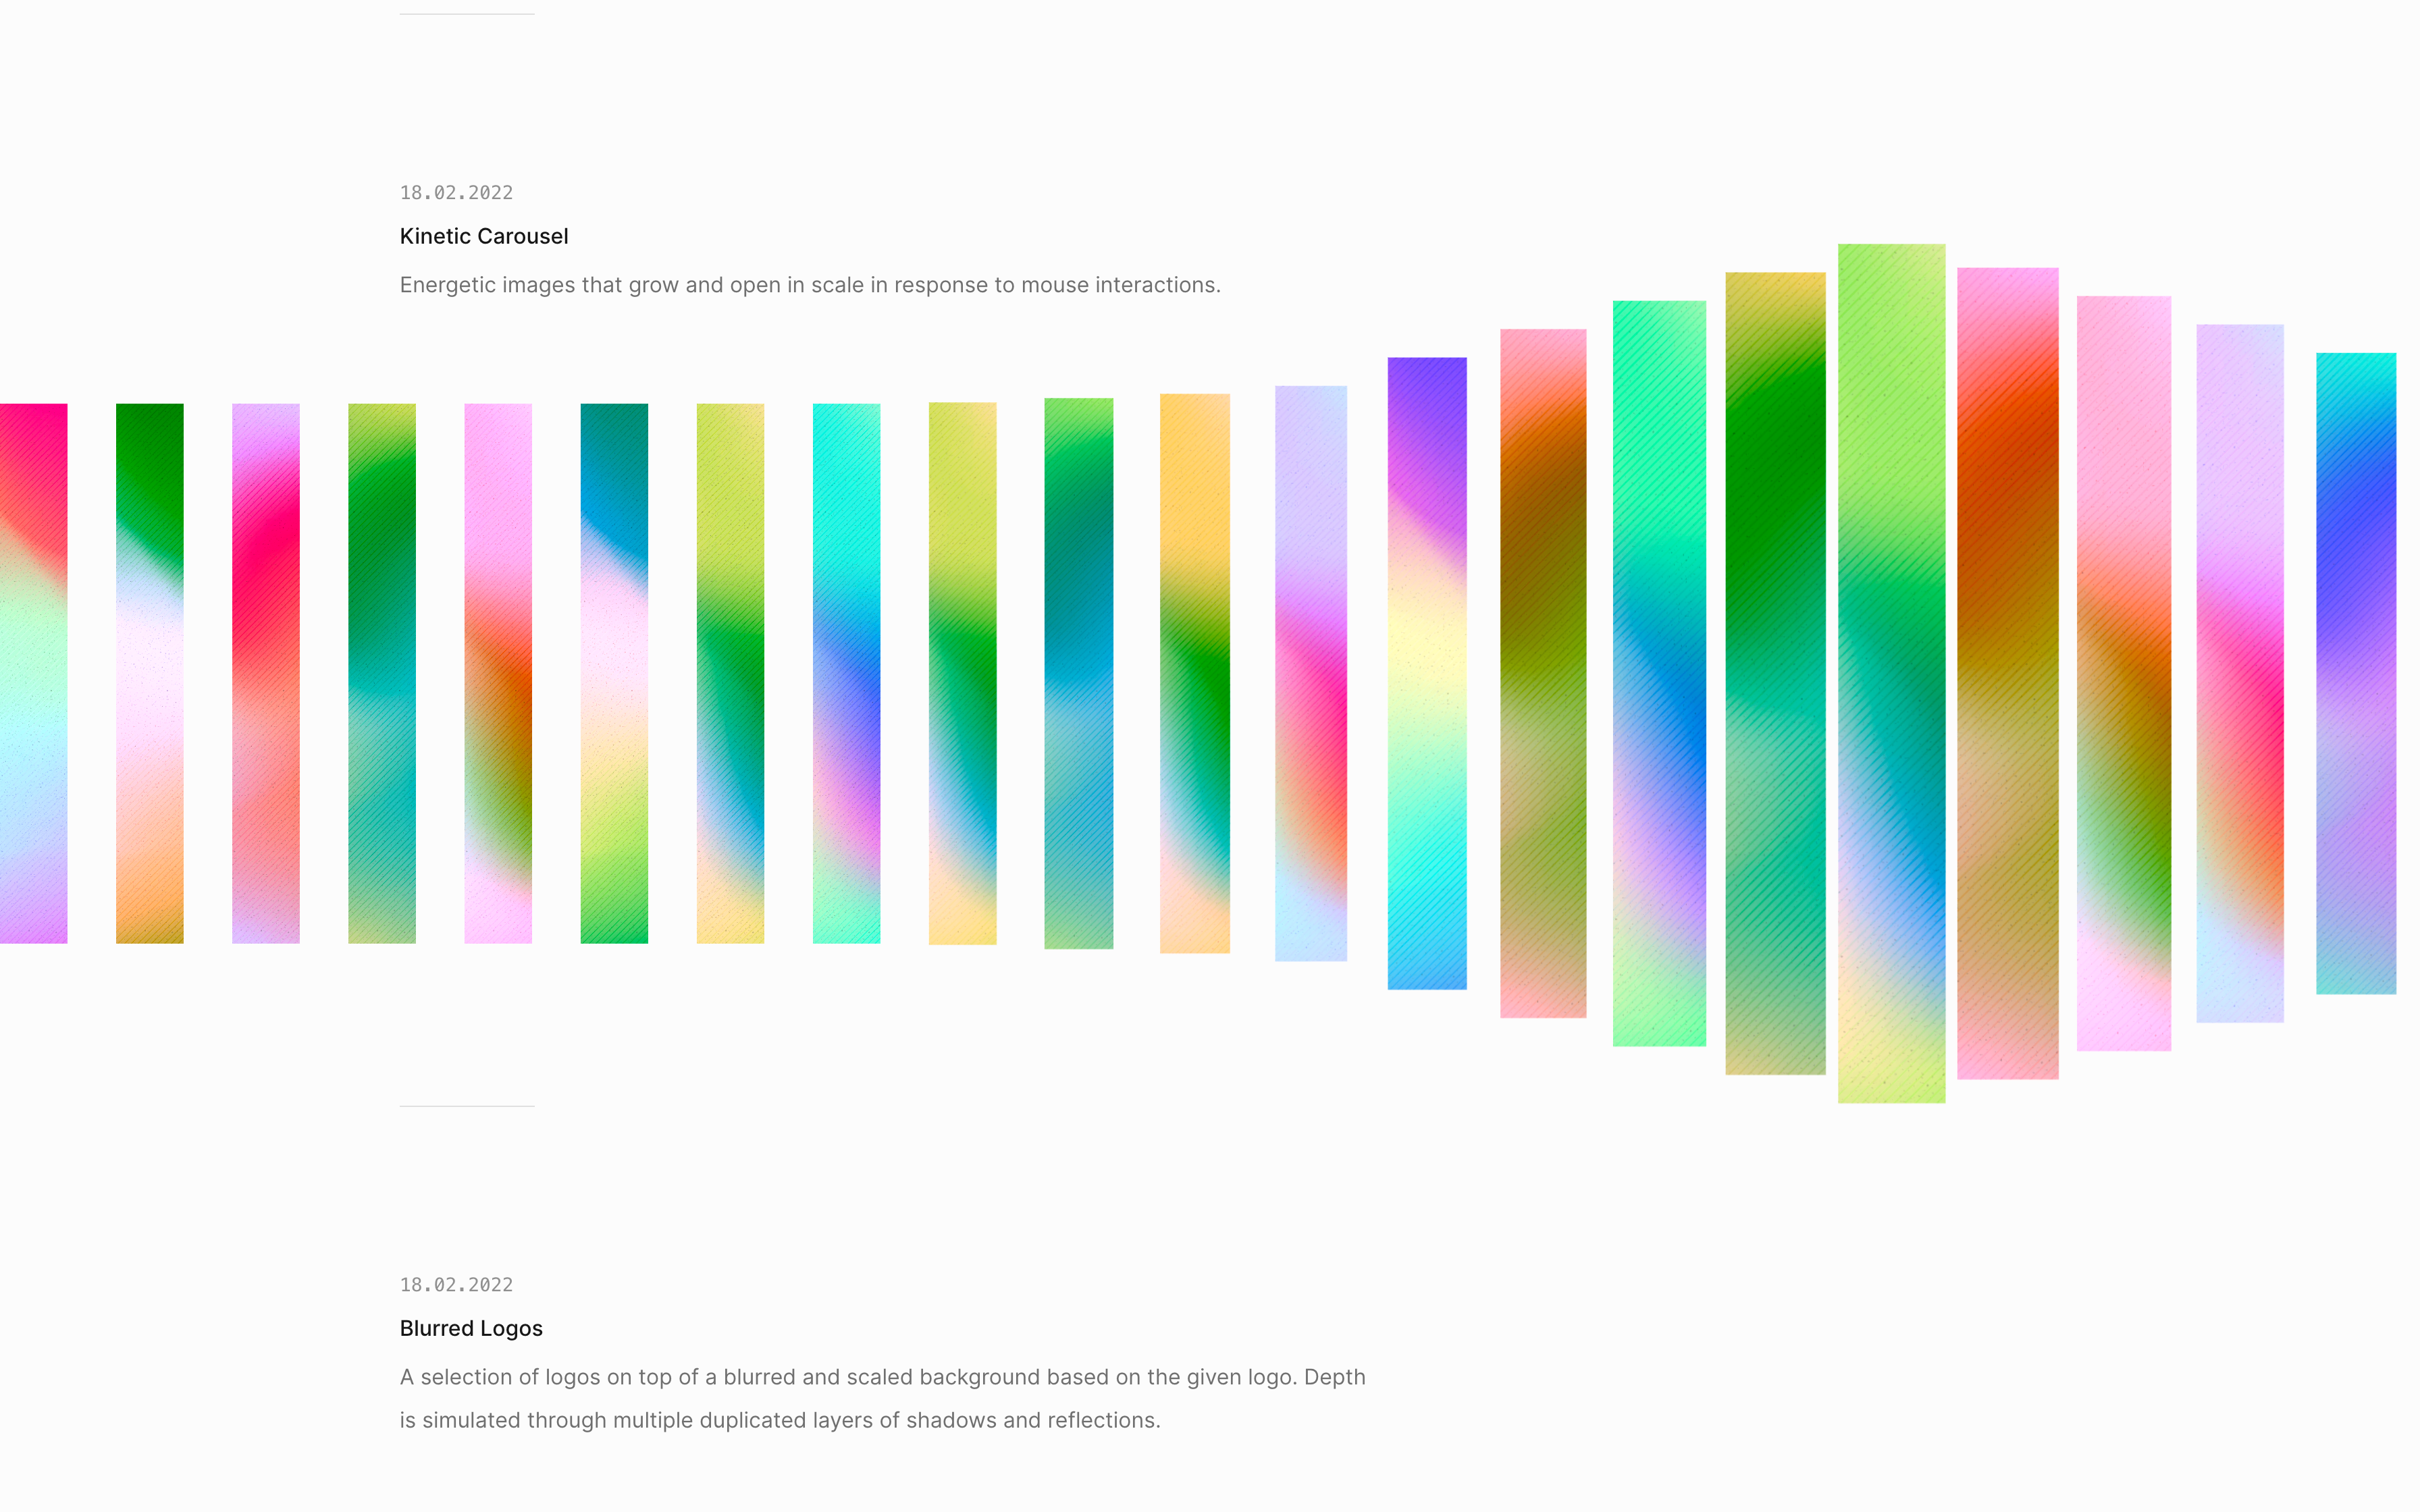 18.02.2022
Kinetic Carousel
Energetic images that grow and open in scale in response to mouse interactions.
18.02.2022
Blurred Logos
A selection of logos on top of a blurred and scaled background based on the given logo. Depth
is simulated through multiple duplicated layers of shadows and reflections.